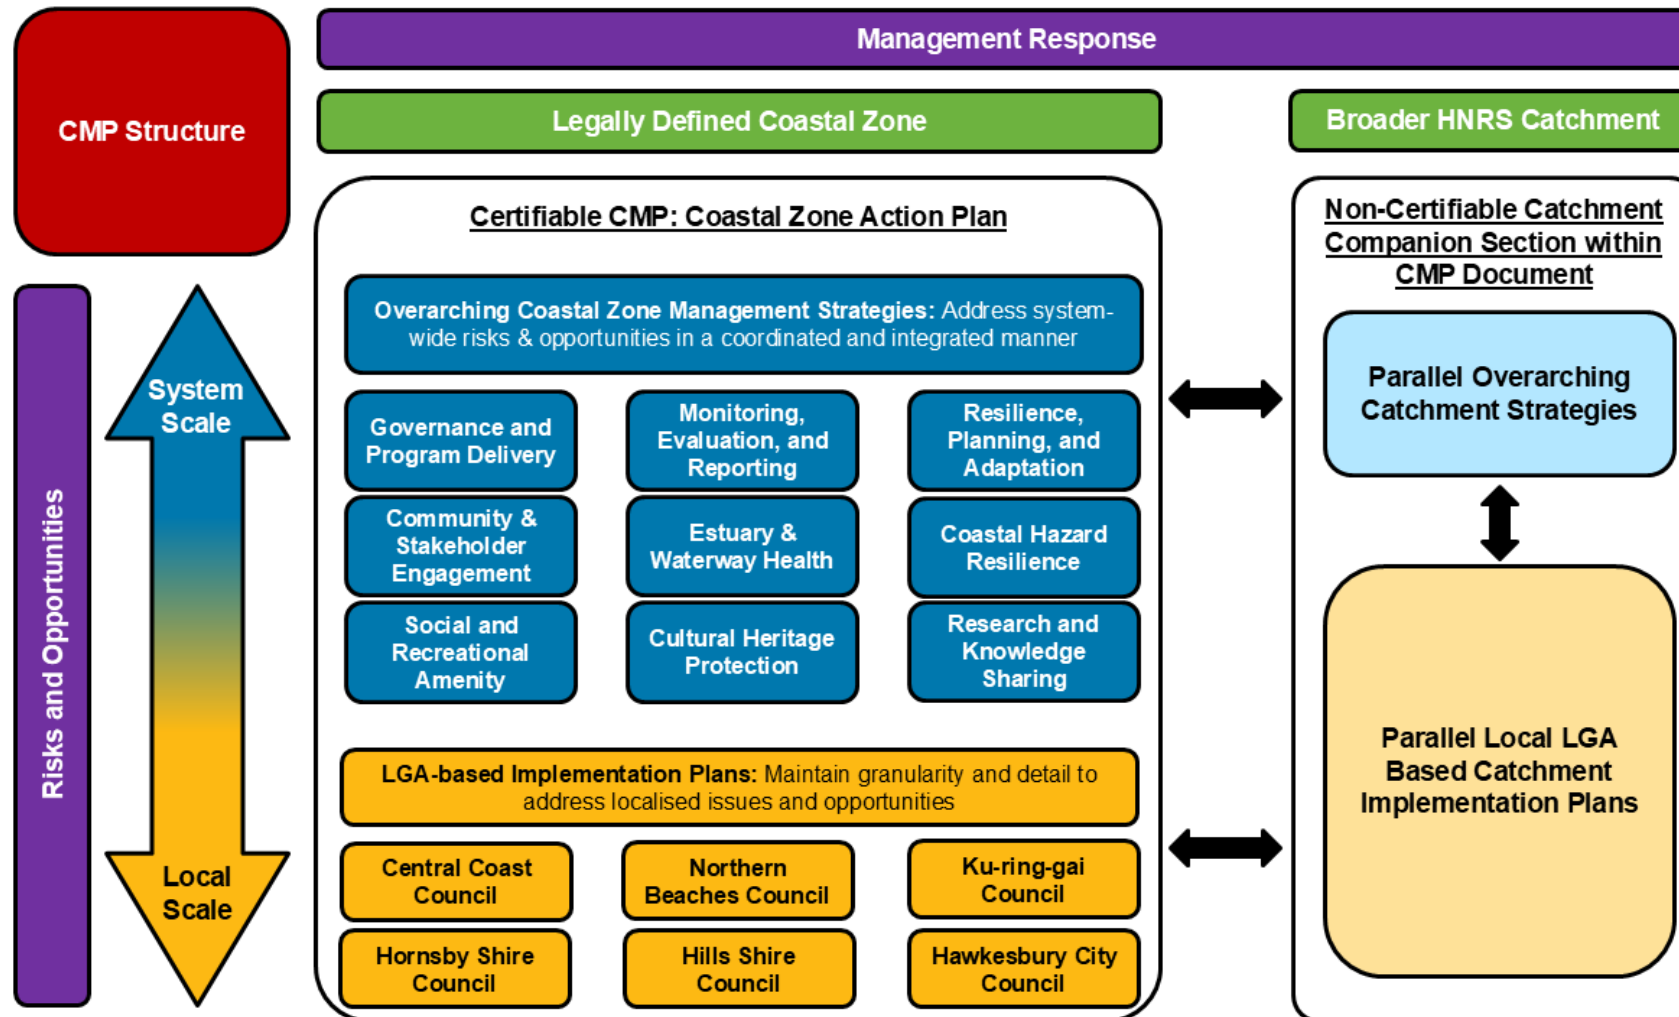 CMP Structure
Management Response
Legally Defined Coastal Zone
Broader HNRS Catchment
Risks and Opportunities
System
Scale
Local
Scale
Certifiable CMP: Coastal Zone Action Plan
Overarching Coastal Zone Management Strategies: Address system-
wide risks & opportunities in a coordinated and integrated manner
Governance and
Program Delivery
Monitoring,
Evaluation, and
Reporting
Resilience,
Planning, and
Adaptation
Community &
Stakeholder
Engagement
Estuary &
Waterway Health
Coastal Hazard
Resilience
Social and
Recreational
Amenity
Cultural Heritage
Protection
Research and
Knowledge
Sharing
LGA-based Implementation Plans: Maintain granularity and detail to
address localised issues and opportunities
Central Coast
Council
Northern
Beaches Council
Ku-ring-gai
Council
Hornsby Shire
Council
Hills Shire
Council
Hawkesbury City
Council
Non-Certifiable Catchment
Companion Section within
CMP Document
Parallel Overarching
Catchment Strategies
Parallel Local LGA
Based Catchment
Implementation Plans